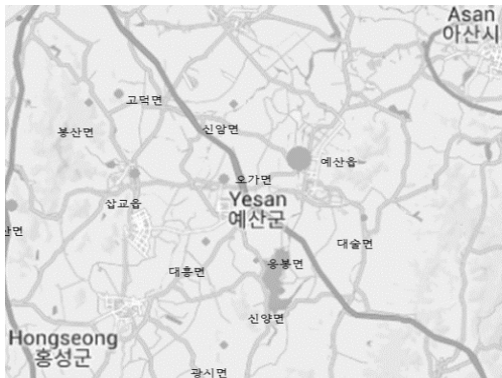 Asan
아산시
고덕면
봉산면
신암면
예산읍
오가면
Yesan
예산군
삽교읍
산면
대술면
대흥면
응봉면
신양면
Hongseong
홍성군
광시면